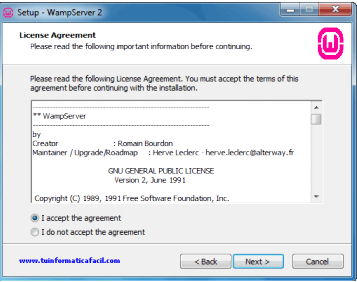 Setup - WampServer 2
License Agreement
Please read the following important information before continuing.
Please read the following License Agreement. You must accept the terms of this
agreement before continuing with the installation.
** WampServer
by
Creator : Romain Bourdon
Maintainer / Upgrade/Roadmap : Herve Leclerc - herve.leclerc@alterway.fr
GNU GENERAL PUBLIC LICENSE
Version 2, June 1991
Copyright (C) 1989, 1991 Free Software Foundation, Inc.
I accept the agreement
I do not accept the agreement
www.tuinformaticafacil.com
< Back
Next >
Cancel